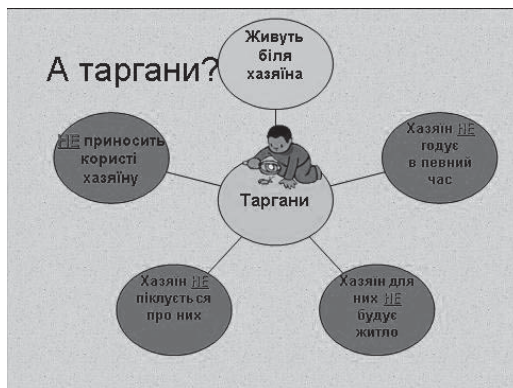 А таргани?
Живуть
біля
хазяїна
НЕ приносить
користі
хазяїну
Хазяїн НЕ
годує
в певний
час
Таргани
Хазяїн НЕ
піклується
про них
Хазяїн для
них НЕ
будує
житло